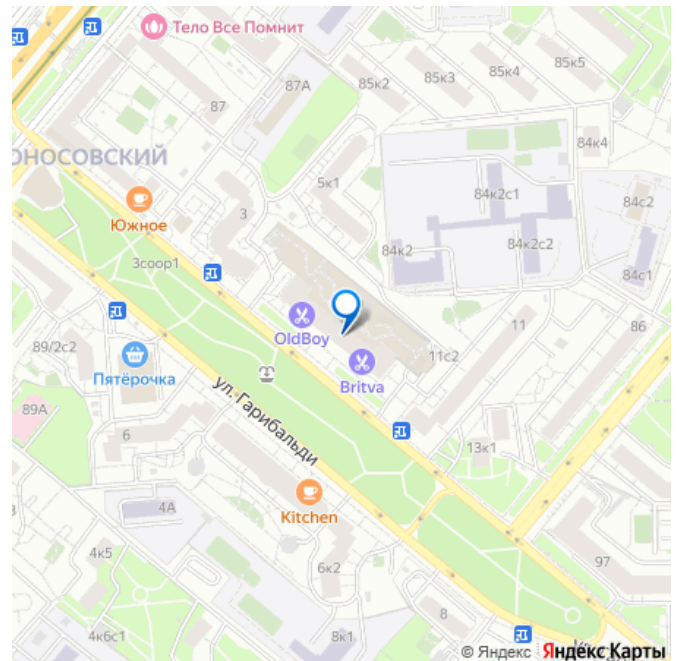 Тело Все Помнит
85к5
85к4
85к3
85к2
87А
87
84к4
ОНОСОВСКИЙ
5к1
84к2с1
84с2
Южное
3
84к2
84к2с2
3соор1
84с1
OldBoy
11
86
89/2с2
11с2
Пятёрочка
Britva
ул. Гарибальди
89А
6
13к1
Kitchen
4А
4к5
6к2
97
8
4к6с1
8к1
© Яндекс Яндекс Карты